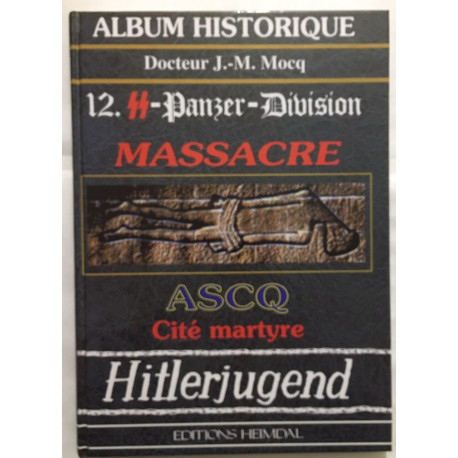 ALBUM HISTORIQUE
Docteur J.-M. Mocq
12. SS-Panzer-Division
MASSACRE
ASCQ
Cité martyre
Hitlerjugend
EDITIONS HEIMDAL